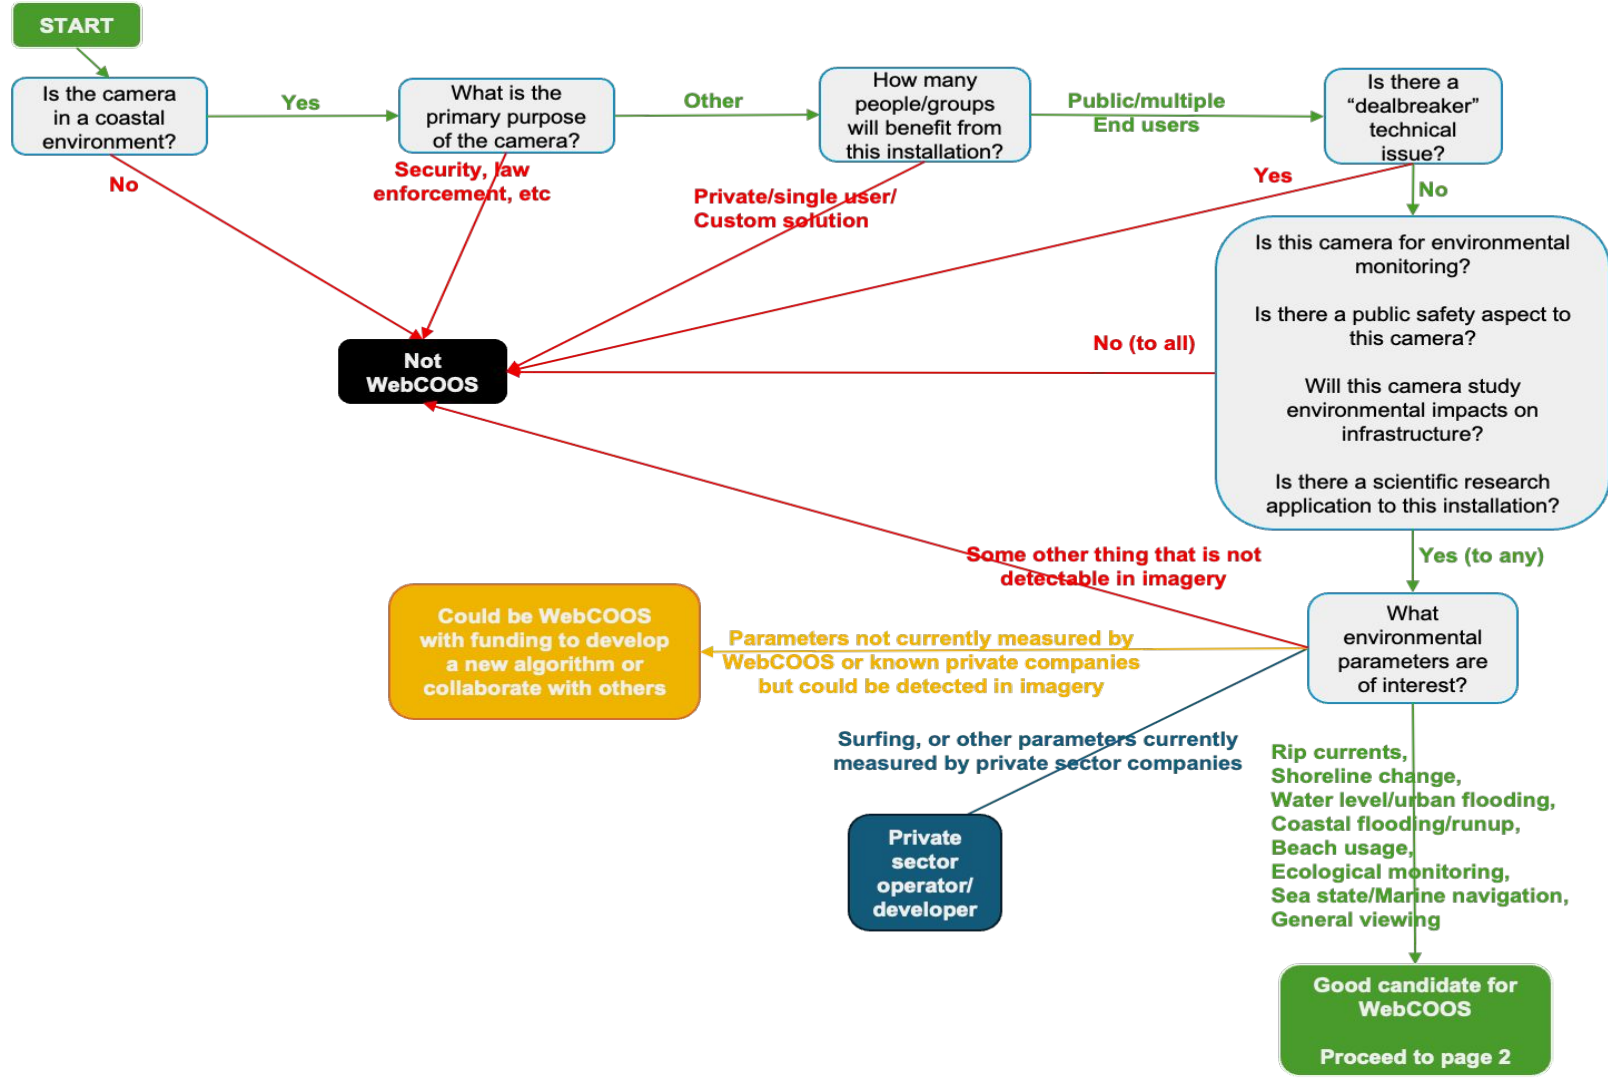 START
Is the camera
in a coastal
environment?
Yes
What is the
primary purpose
of the camera?
Other
How many
people/groups
will benefit from
this installation?
Public/multiple
End users
Is there a
“dealbreaker”
technical
issue?
No
Security, law
enforcement, etc
Private/single user/
Custom solution
Yes
No
Is this camera for environmental
monitoring?
Is there a public safety aspect to
this camera?
Will this camera study
environmental impacts on
infrastructure?
Is there a scientific research
application to this installation?
No (to all)
Not
WebCOOS
Yes (to any)
Some other thing that is not
detectable in imagery
What
environmental
parameters are
of interest?
Parameters not currently measured by
WebCOOS or known private companies
but could be detected in imagery
Could be WebCOOS
with funding to develop
a new algorithm or
collaborate with others
Surfing, or other parameters currently
measured by private sector companies
Private
sector
operator/
developer
Rip currents,
Shoreline change,
Water level/urban flooding,
Coastal flooding/runup,
Beach usage,
Ecological monitoring,
Sea state/Marine navigation,
General viewing
Good candidate for
WebCOOS
Proceed to page 2